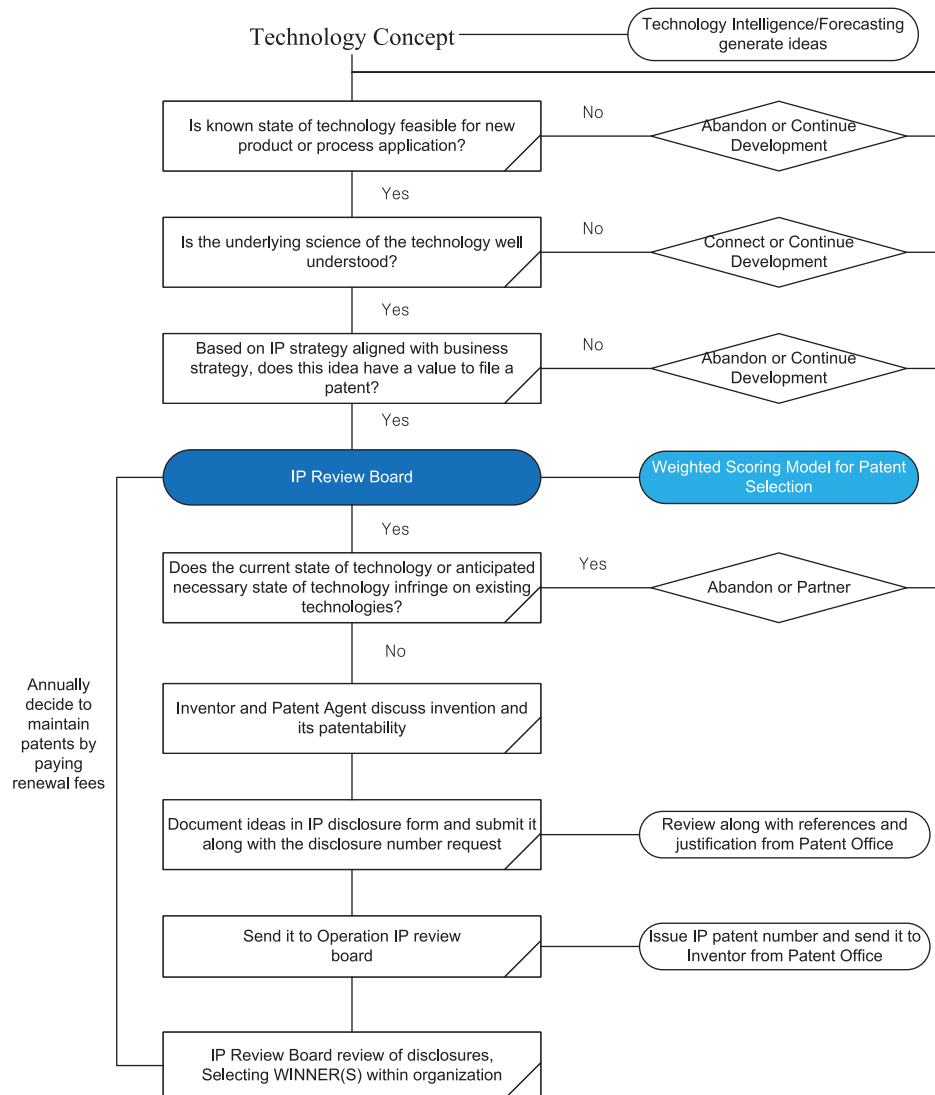 Technology Concept
Technology Intelligence/Forecasting
generate ideas
Is known state of technology feasible for new
product or process application?
No
Abandon or Continue
Development
Yes
Is the underlying science of the technology well
understood?
No
Connect or Continue
Development
Yes
Based on IP strategy aligned with business
strategy, does this idea have a value to file a
patent?
No
Abandon or Continue
Development
Yes
IP Review Board
Weighted Scoring Model for Patent
Selection
Yes
Does the current state of technology or anticipated
necessary state of technology infringe on existing
technologies?
Yes
Abandon or Partner
No
Annually
decide to
maintain
patents by
paying
renewal fees
Inventor and Patent Agent discuss invention and
its patentability
Document ideas in IP disclosure form and submit it
along with the disclosure number request
Review along with references and
justification from Patent Office
Send it to Operation IP review
board
Issue IP patent number and send it to
Inventor from Patent Office
IP Review Board review of disclosures,
Selecting WINNER(S) within organization